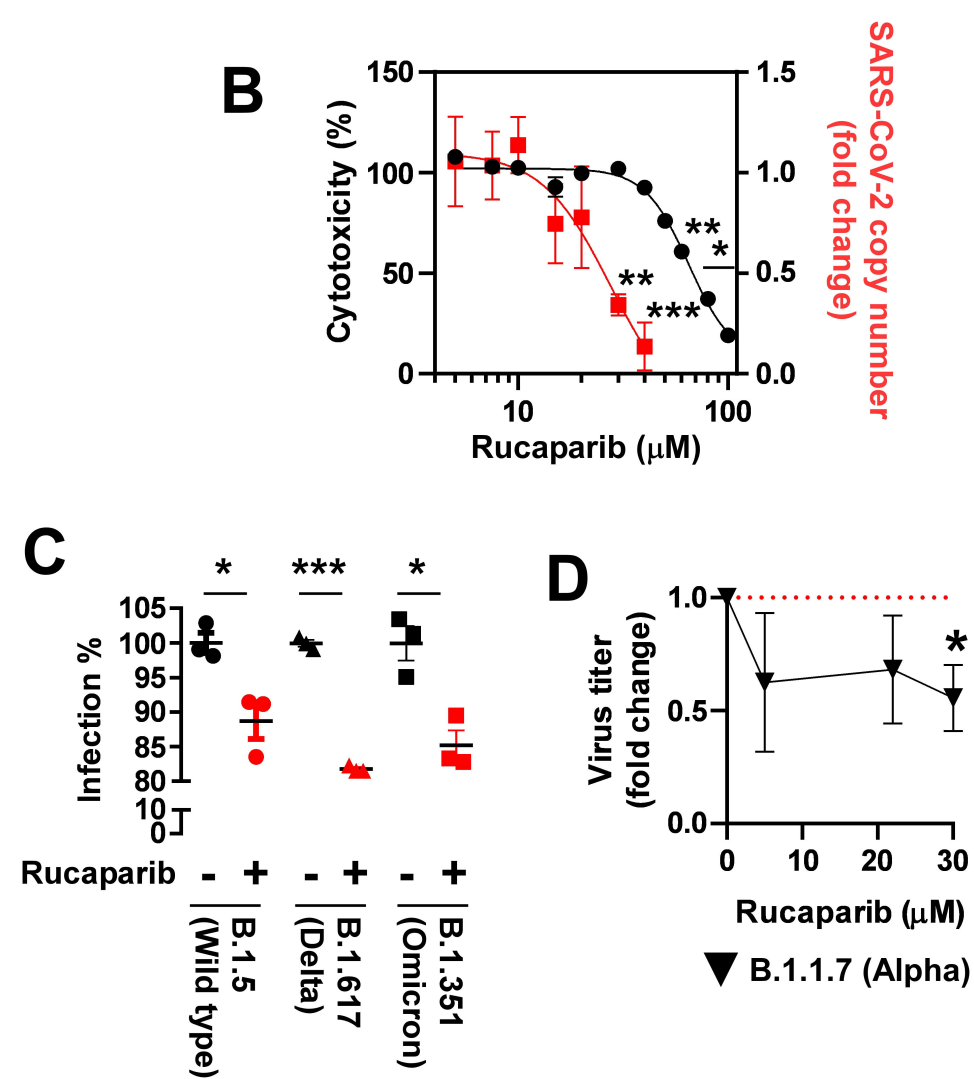 B
150
100
50
0
Cytotoxicity (%)
1.5
1.0
0.5
0.0
SARS-CoV-2 copy number
(fold change)
**
*
**
***
10
100
Rucaparib (μM)
C
*
***
*
105
100
95
90
85
80
10
0
Infection %
Rucaparib - + - + - +
B.1.5
(Wild type)
B.1.617
(Delta)
B.1.351
(Omicron)
D
1.0
0.5
0.0
Virus titer
(fold change)
*
0 10 20 30
Rucaparib (μM)
B.1.1.7 (Alpha)